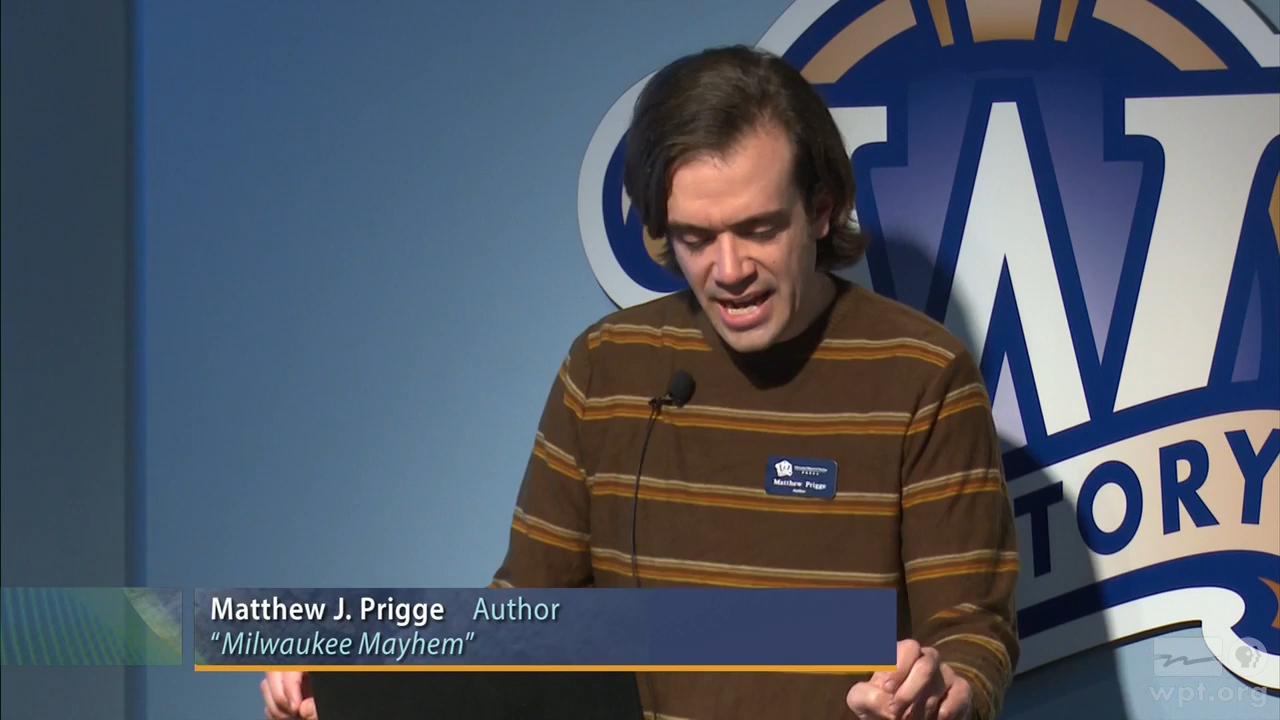 W
TORY
Matthew Prigge
Author
Matthew J. Prigge Author
“Milwaukee Mayhem”
wpt.org